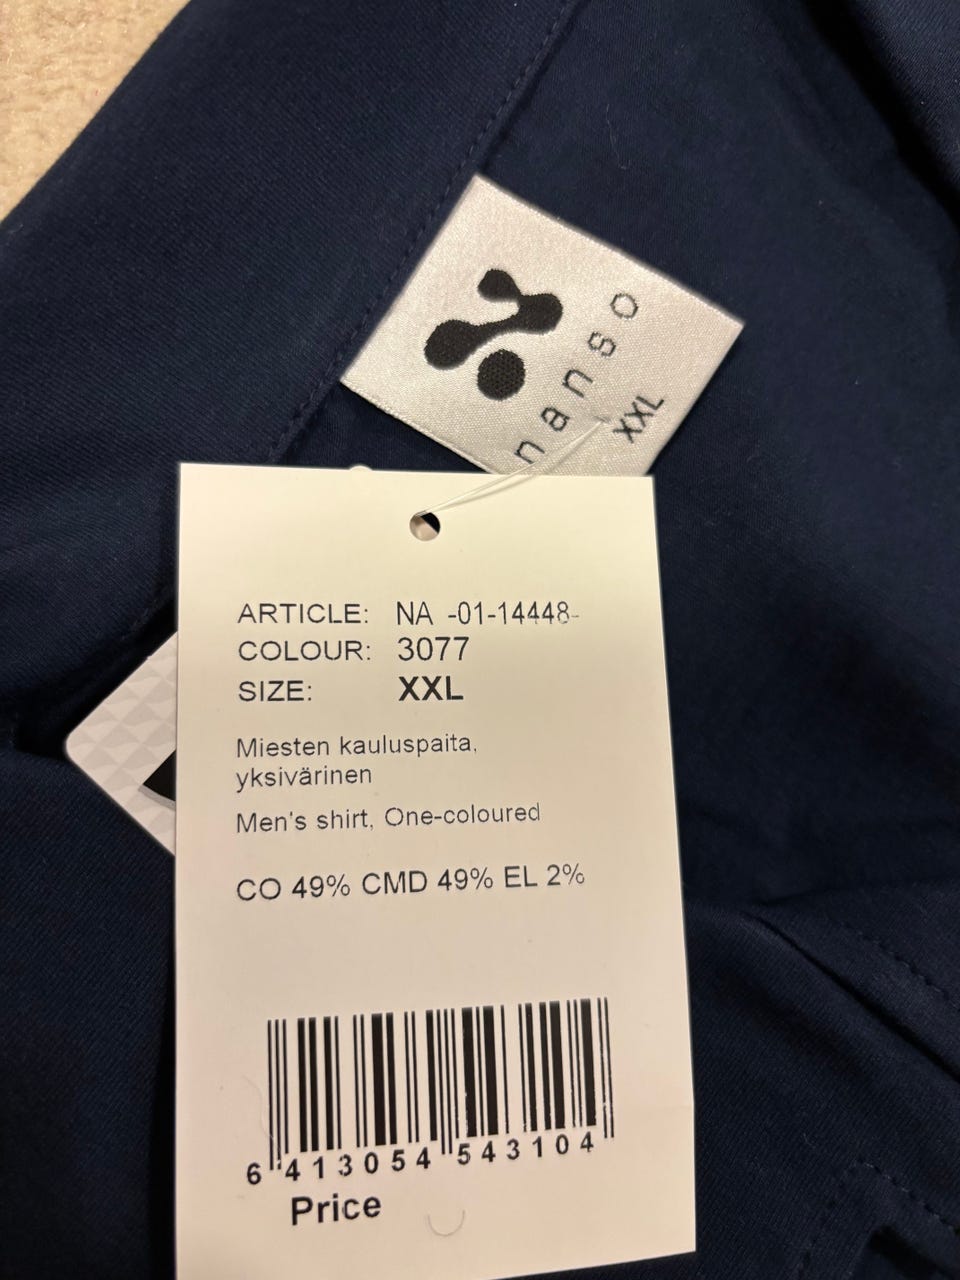 nanso
XXL
ARTICLE: NA -01-14448-
COLOUR: 3077
SIZE: XXL
Miesten kauluspaita,
yksivärinen
Men's shirt, One-coloured
CO 49% CMD 49% EL 2%
6 413054 543104
Price